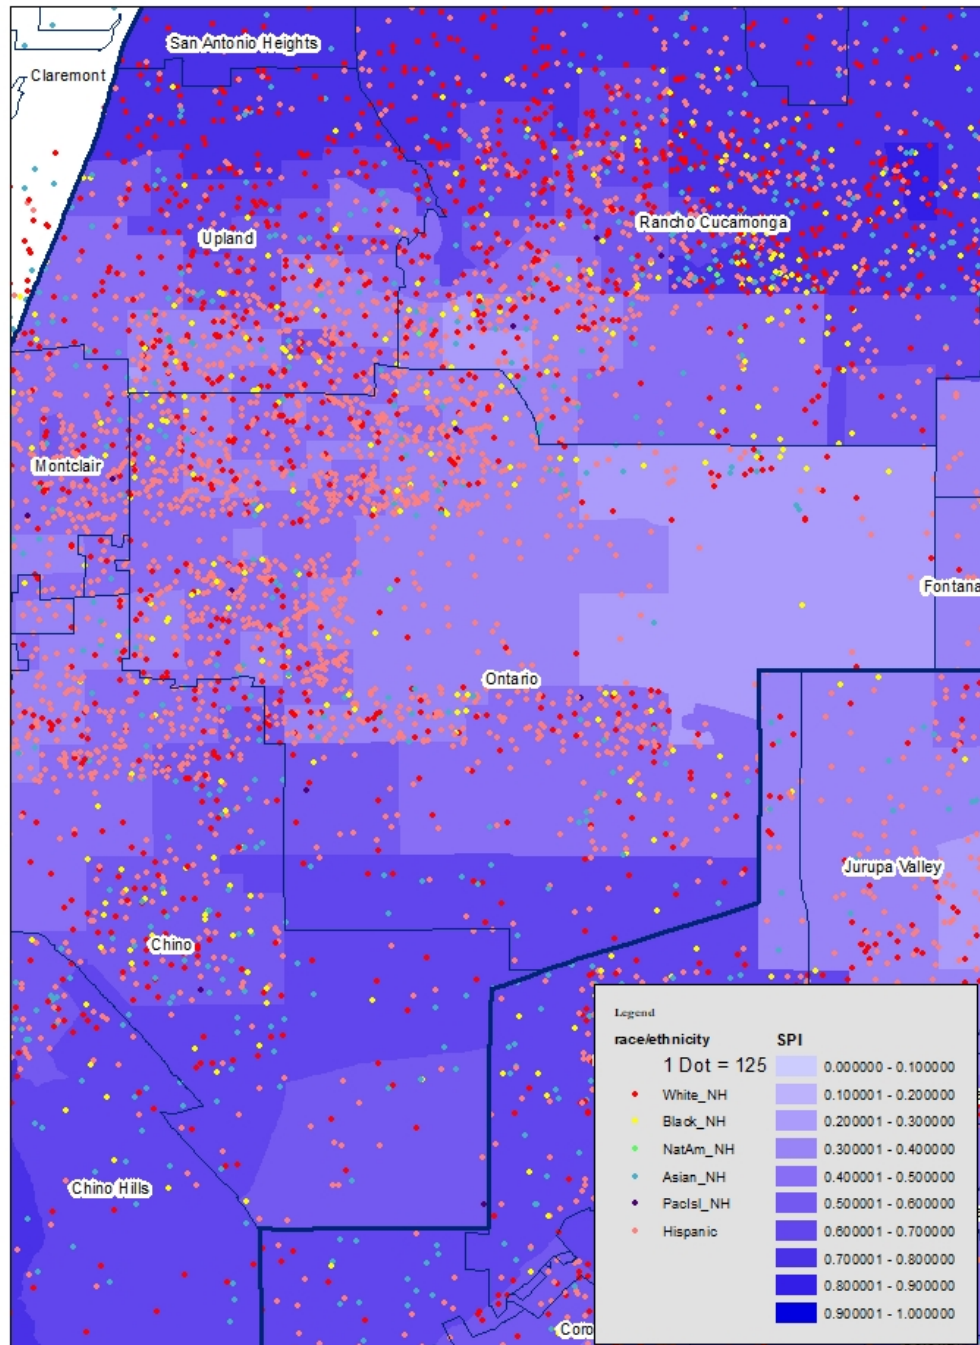 San Antonio Heights
Claremont
Rancho Cucamonga
Upland
Montclair
Fontana
Ontario
Jurupa Valley
Chino
Chino Hills
Coro
Legend
race/ethnicity SPI
1 Dot = 125 0.000000 - 0.100000
White_NH 0.100001 - 0.200000
Black_NH 0.200001 - 0.300000
NatAm_NH 0.300001 - 0.400000
Asian_NH 0.400001 - 0.500000
PacIsl_NH 0.500001 - 0.600000
Hispanic 0.600001 - 0.700000
0.700001 - 0.800000
0.800001 - 0.900000
0.900001 - 1.000000